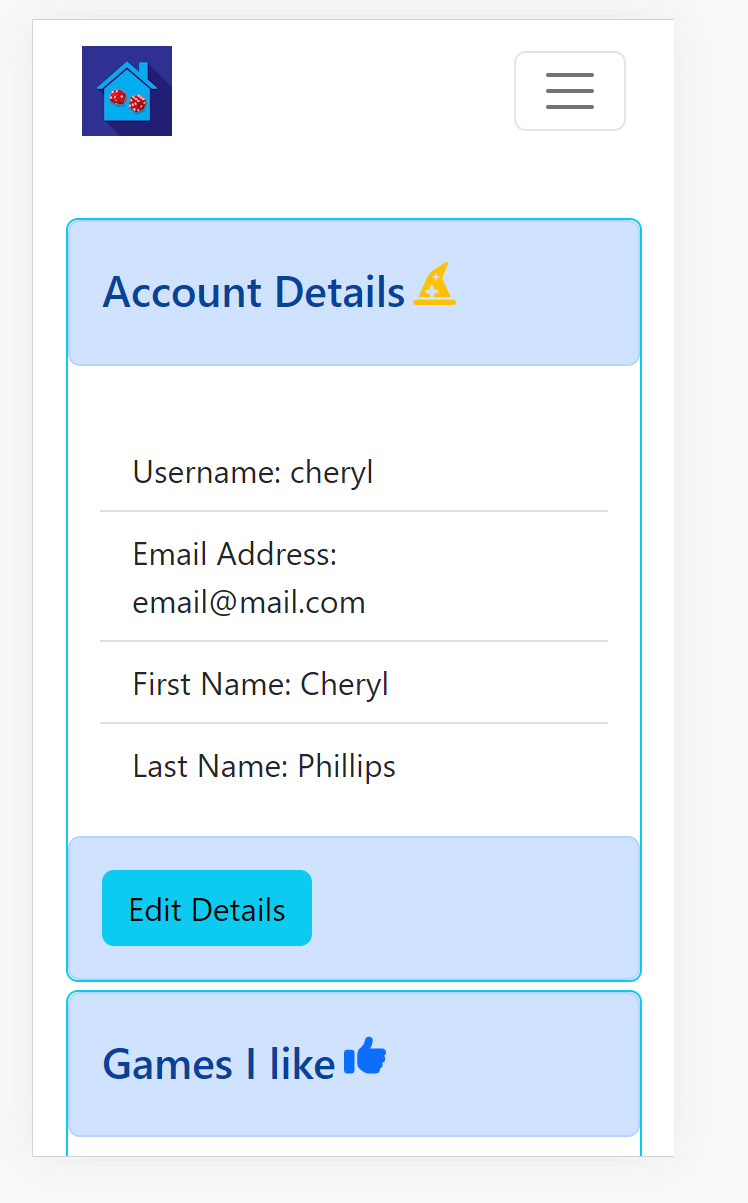 Account Details
Username: cheryl
Email Address:
email@mail.com
First Name: Cheryl
Last Name: Phillips
Edit Details
Games I like